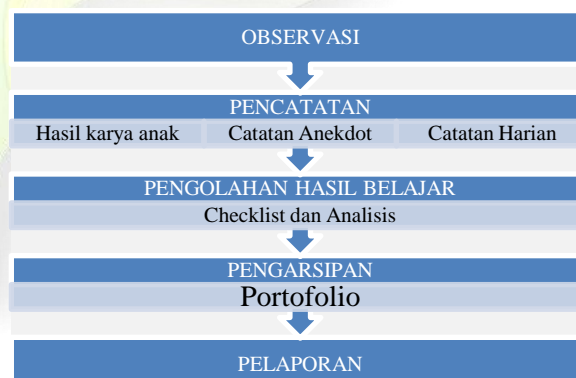 OBSERVASI
PENCATATAN
Hasil karya anak Catatan Anekdot Catatan Harian
PENGOLAHAN HASIL BELAJAR
Checklist dan Analisis
PENGARSIPAN
Portofolio
PELAPORAN